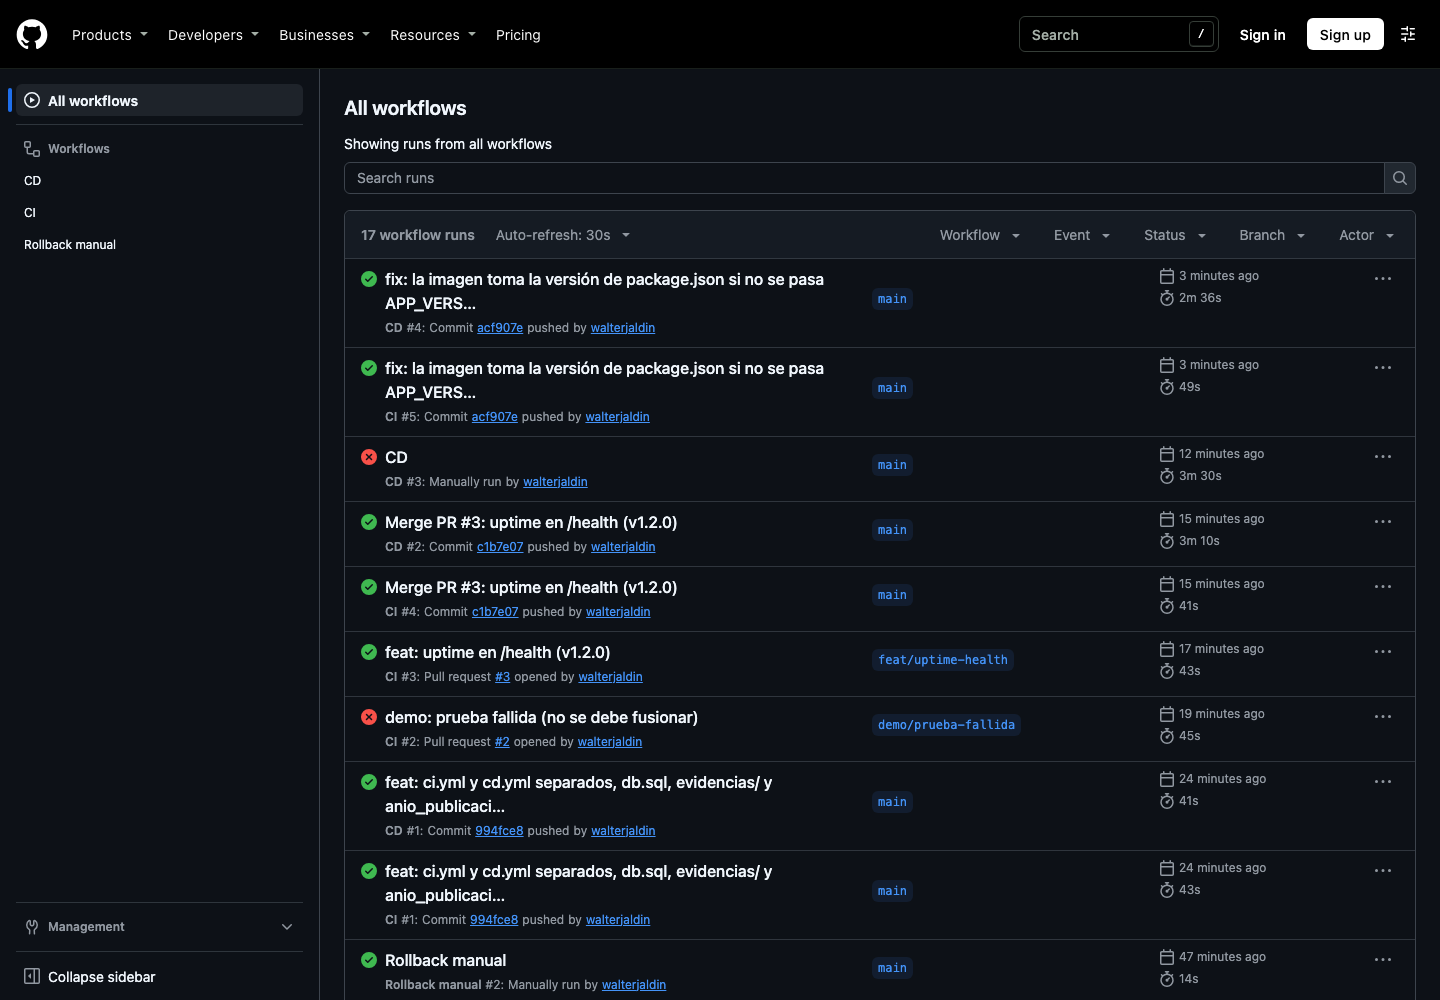 Products Developers Businesses Resources Pricing Search / Sign in Sign up
All workflows
Workflows
CD
CI
Rollback manual
Management
Collapse sidebar
All workflows
Showing runs from all workflows
Search runs
17 workflow runs Auto-refresh: 30s Workflow Event Status Branch Actor
fix: la imagen toma la versión de package.json si no se pasa
APP_VERS...
CD #4: Commit acf907e pushed by walterjaldin
main
3 minutes ago
2m 36s
fix: la imagen toma la versión de package.json si no se pasa
APP_VERS...
CI #5: Commit acf907e pushed by walterjaldin
main
3 minutes ago
49s
CD
CD #3: Manually run by walterjaldin
main
12 minutes ago
3m 30s
Merge PR #3: uptime en /health (v1.2.0)
CD #2: Commit c1b7e07 pushed by walterjaldin
main
15 minutes ago
3m 10s
Merge PR #3: uptime en /health (v1.2.0)
CI #4: Commit c1b7e07 pushed by walterjaldin
main
15 minutes ago
41s
feat: uptime en /health (v1.2.0)
CI #3: Pull request #3 opened by walterjaldin
feat/uptime-health
17 minutes ago
43s
demo: prueba fallida (no se debe fusionar)
CI #2: Pull request #2 opened by walterjaldin
demo/prueba-fallida
19 minutes ago
45s
feat: ci.yml y cd.yml separados, db.sql, evidencias/ y
anio_publicaci...
CD #1: Commit 994fce8 pushed by walterjaldin
main
24 minutes ago
41s
feat: ci.yml y cd.yml separados, db.sql, evidencias/ y
anio_publicaci...
CI #1: Commit 994fce8 pushed by walterjaldin
main
24 minutes ago
43s
Rollback manual
Rollback manual #2: Manually run by walterjaldin
main
47 minutes ago
14s